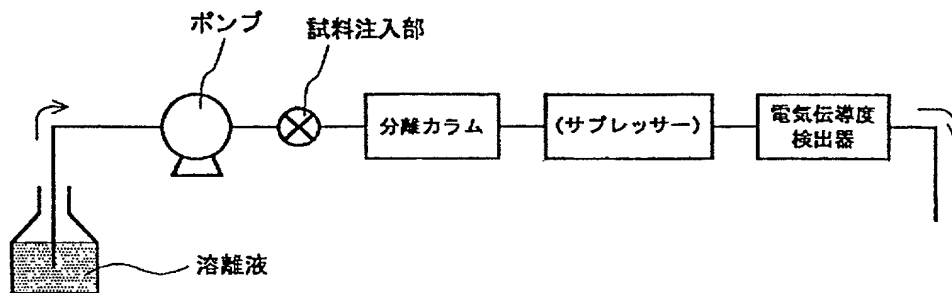 ポンプ
試料注入部
分離カラム
(サプレッサー)
電気伝導度
検出器
溶離液